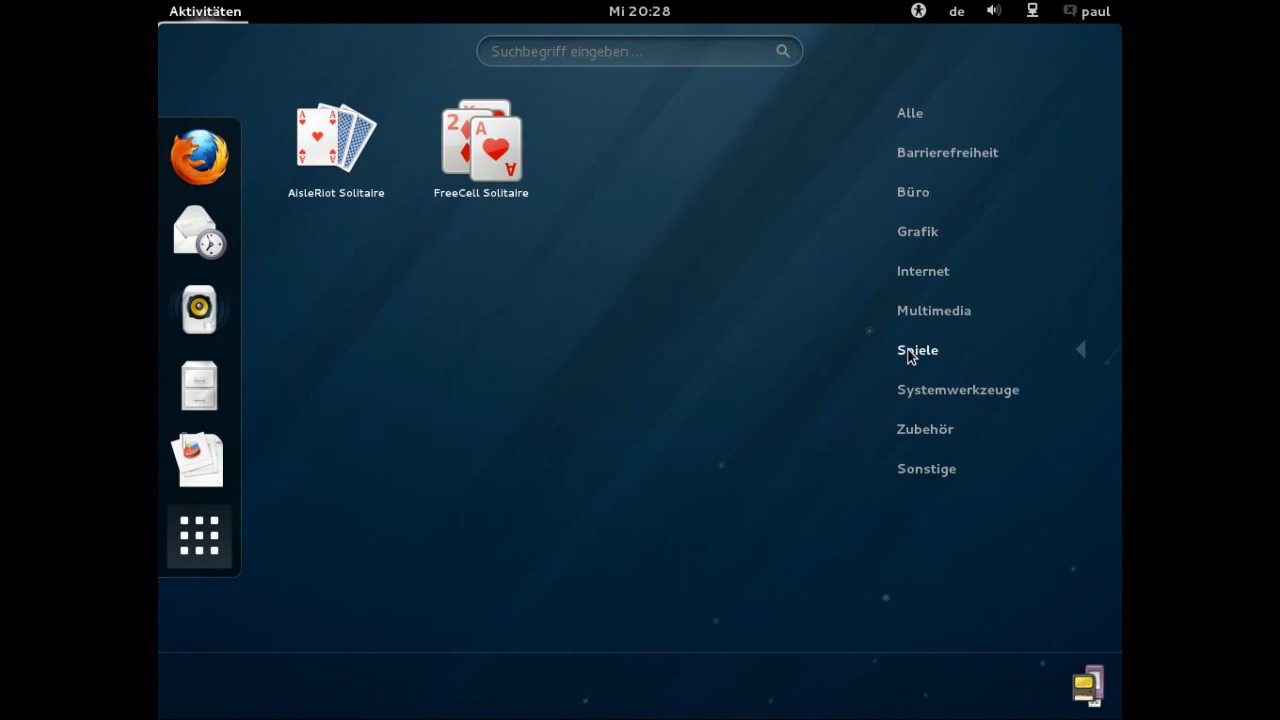 Aktivitäten
Mi 20:28
de
paul
Suchbegriff eingeben ...
AisleRiot Solitaire
FreeCell Solitaire
Alle
Barrierefreiheit
Büro
Grafik
Internet
Multimedia
Spiele
Systemwerkzeuge
Zubehör
Sonstige